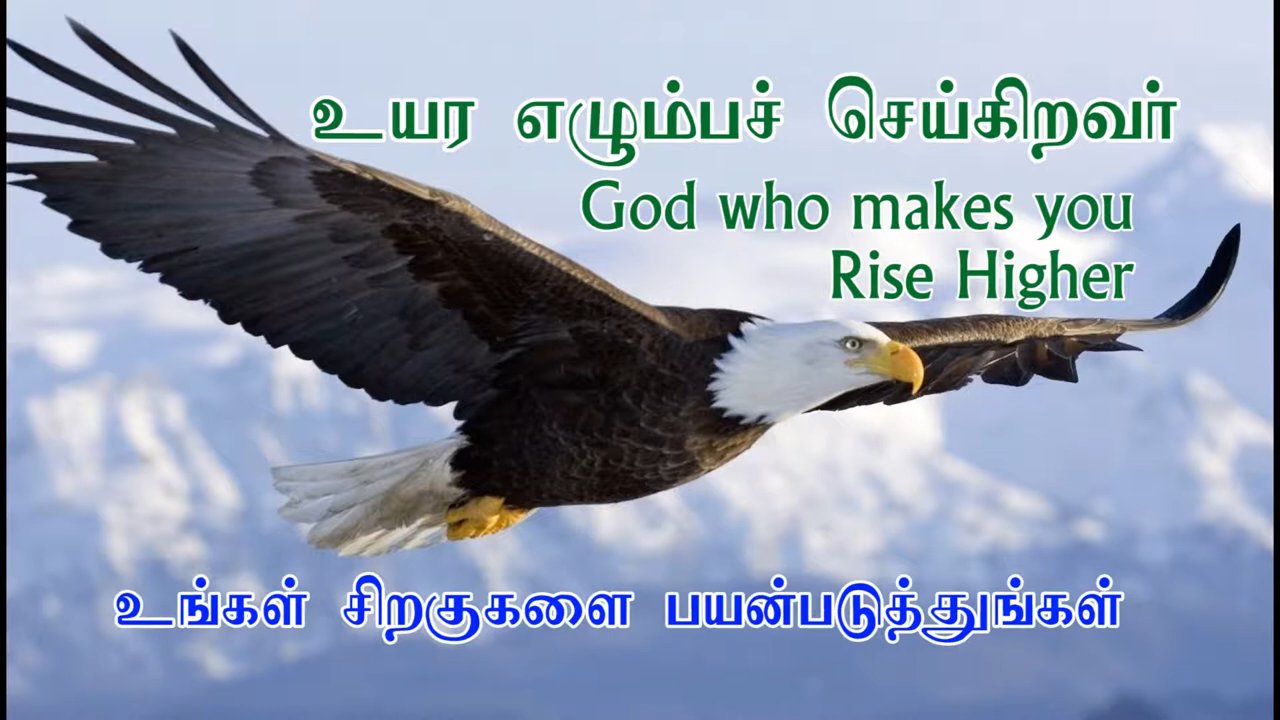 உயர எழும்பச் செய்கிறவர்
God who makes you
Rise Higher
உங்கள் சிறகுகளை பயன்படுத்துங்கள்